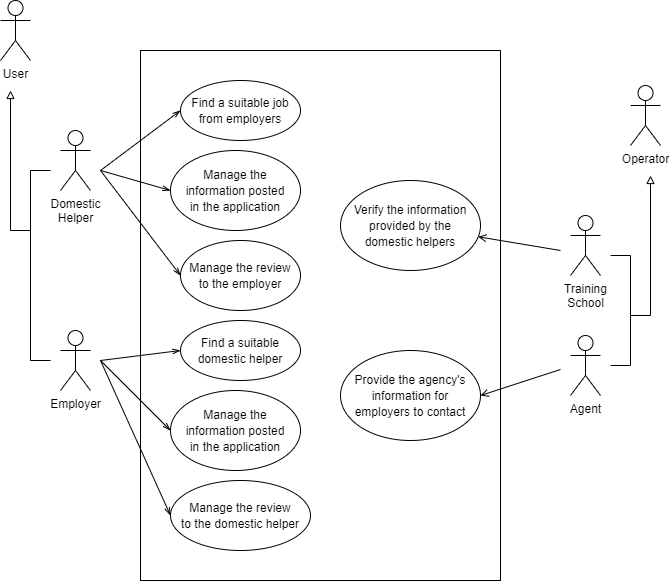 User
Domestic
Helper
Employer
Find a suitable job
from employers
Manage the
information posted
in the application
Manage the review
to the employer
Find a suitable
domestic helper
Manage the
information posted
in the application
Manage the review
to the domestic helper
Verify the information
provided by the
domestic helpers
Provide the agency's
information for
employers to contact
Operator
Training
School
Agent